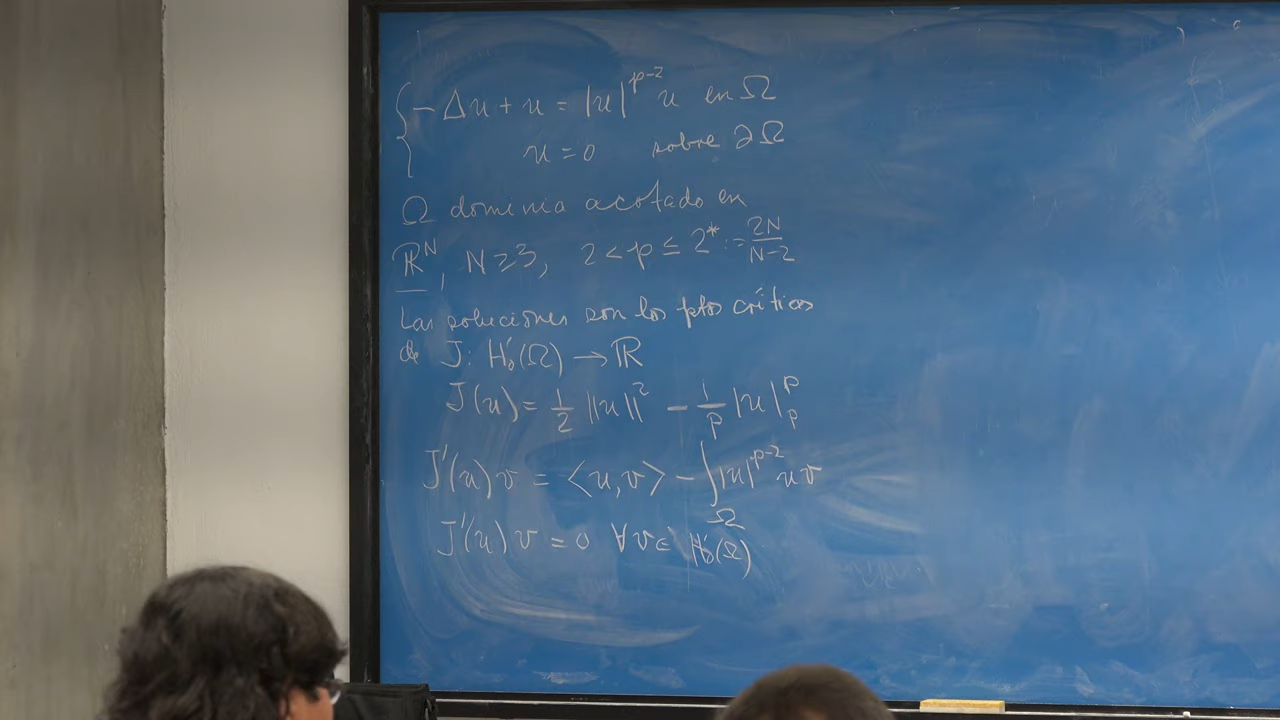 { -Δu + u = |u|^{p-2} u en Ω
u = 0 sobre ∂Ω
Ω dominio acotado en
ℝ^N, N ≥ 3, 2 < p ≤ 2* := 2N/(N-2)
Las soluciones son los ptos críticos
de J: H¹₀(Ω) → ℝ
J(u) = 1/2 ||u||² - 1/p |u|_p^p
J'(u)v = <u,v> - ∫_Ω |u|^{p-2} uv
J'(u)v = 0 ∀v∈ H¹₀(Ω)